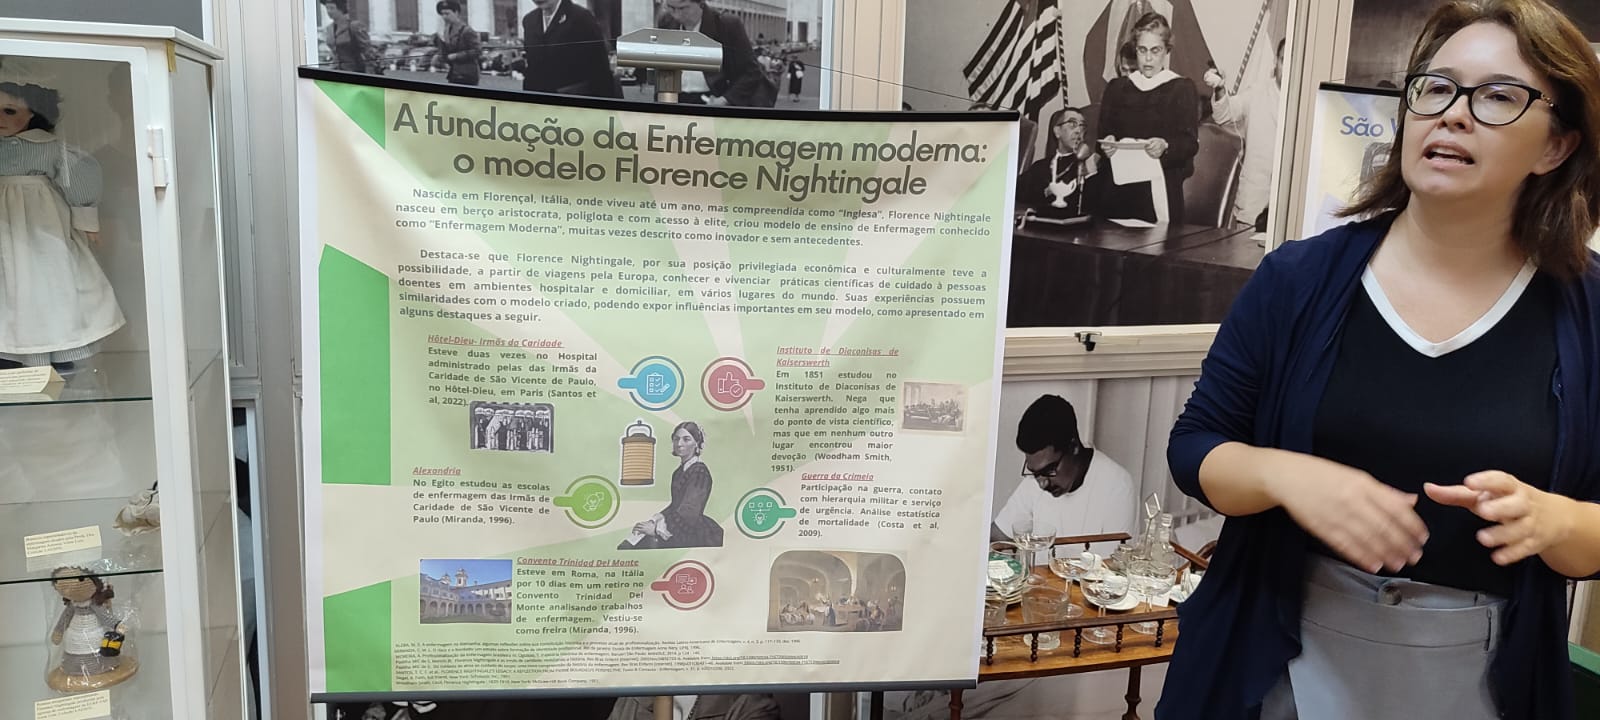 A fundação da Enfermagem moderna:
o modelo Florence Nightingale
Nascida em Florençal, Itália, onde viveu até um ano, mas compreendida como "Inglesa", Florence Nightingale
nasceu em berço aristocrata, poliglota e com acesso à elite, criou modelo de ensino de Enfermagem conhecido
como "Enfermagem Moderna", muitas vezes descrito como inovador e sem antecedentes.
Destaca-se que Florence Nightingale, por sua posição privilegiada econômica e culturalmente teve a
possibilidade, a partir de viagens pela Europa, conhecer e vivenciar práticas científicas de cuidado à pessoas
doentes em ambientes hospitalar e domiciliar, em vários lugares do mundo. Suas experiências possuem
similaridades com o modelo criado, podendo expor influências importantes em seu modelo, como apresentado em
alguns destaques a seguir.
Hôtel-Dieu- Irmãs da Caridade
Esteve duas vezes no Hospital
administrado pelas das Irmãs da
Caridade de São Vicente de Paulo,
no Hôtel-Dieu, em Paris (Santos et
al, 2022).
Instituto de Diaconisas de
Kaiserswerth
Em 1851 estudou no
Instituto de Diaconisas de
Kaiserswerth. Nega que
tenha aprendido algo mais
do ponto de vista científico,
mas que em nenhum outro
lugar encontrou maior
devoção (Woodham Smith,
1951).
Alexandria
No Egito estudou as escolas
de enfermagem das Irmãs de
Caridade de São Vicente de
Paulo (Miranda, 1996).
Guerra da Crimeia
Participação na guerra, contato
com hierarquia militar e serviço
de urgência. Análise estatística
de mortalidade (Costa et al,
2009).
Convento Trinidad Del Monte
Esteve em Roma, na Itália
por 10 dias em um retiro no
Convento Trinidad Del
Monte analisando trabalhos
de enfermagem. Vestiu-se
como freira (Miranda, 1996).
São